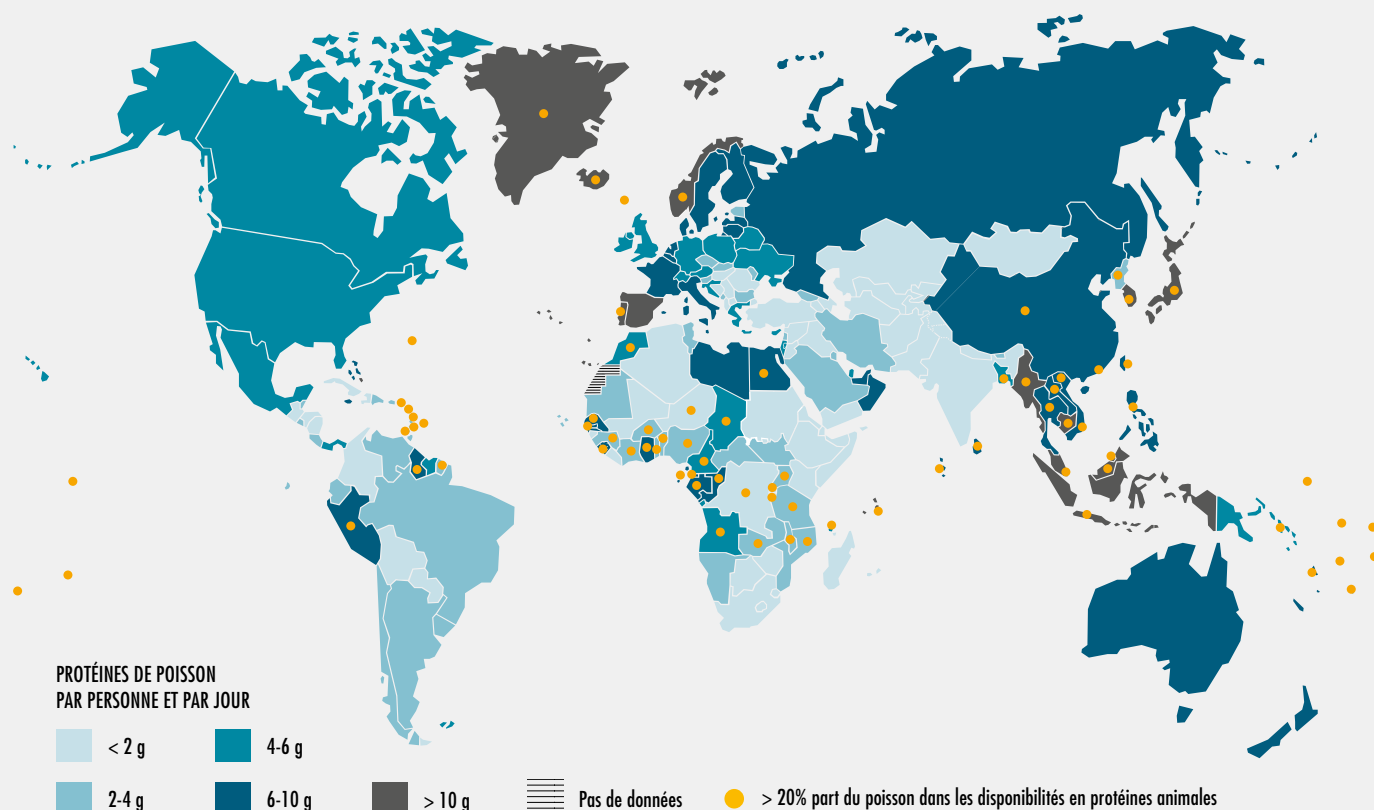 PROTÉINES DE POISSON
PAR PERSONNE ET PAR JOUR
< 2 g
4-6 g
2-4 g
6-10 g
> 10 g
Pas de données
> 20% part du poisson dans les disponibilités en protéines animales